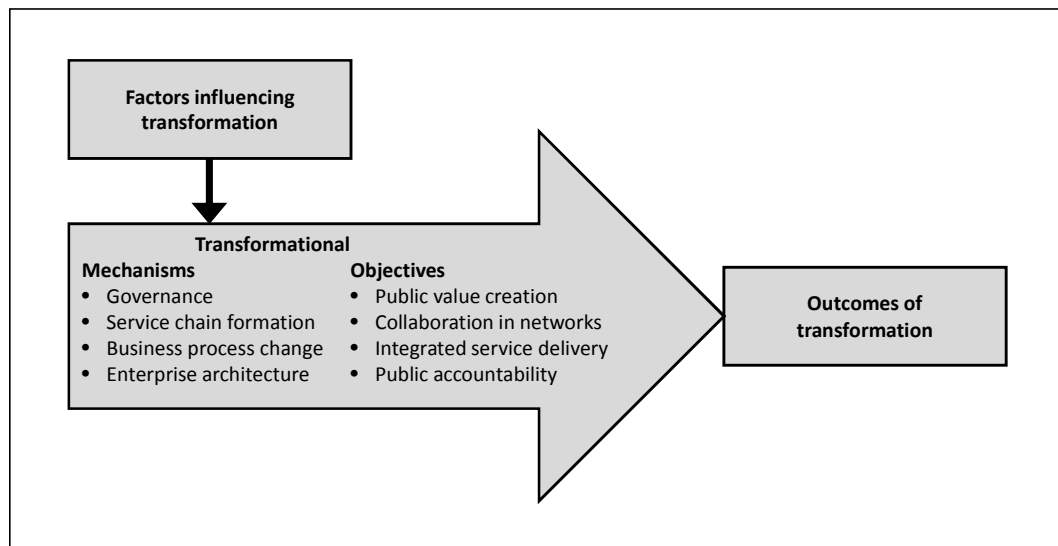 Factors influencing
transformation
Transformational
Mechanisms
• Governance
• Service chain formation
• Business process change
• Enterprise architecture
Objectives
• Public value creation
• Collaboration in networks
• Integrated service delivery
• Public accountability
Outcomes of
transformation